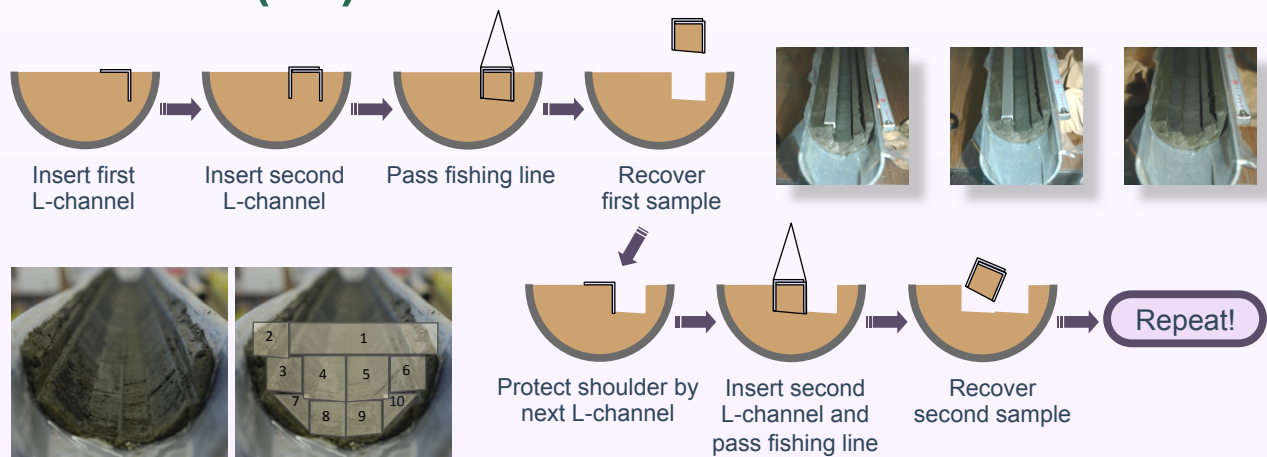 Insert first
L-channel
Insert second
L-channel
Pass fishing line
Recover
first sample
Protect shoulder by
next L-channel
Insert second
L-channel and
pass fishing line
Recover
second sample
Repeat!
2
1
3
4
5
6
7
8
9
10